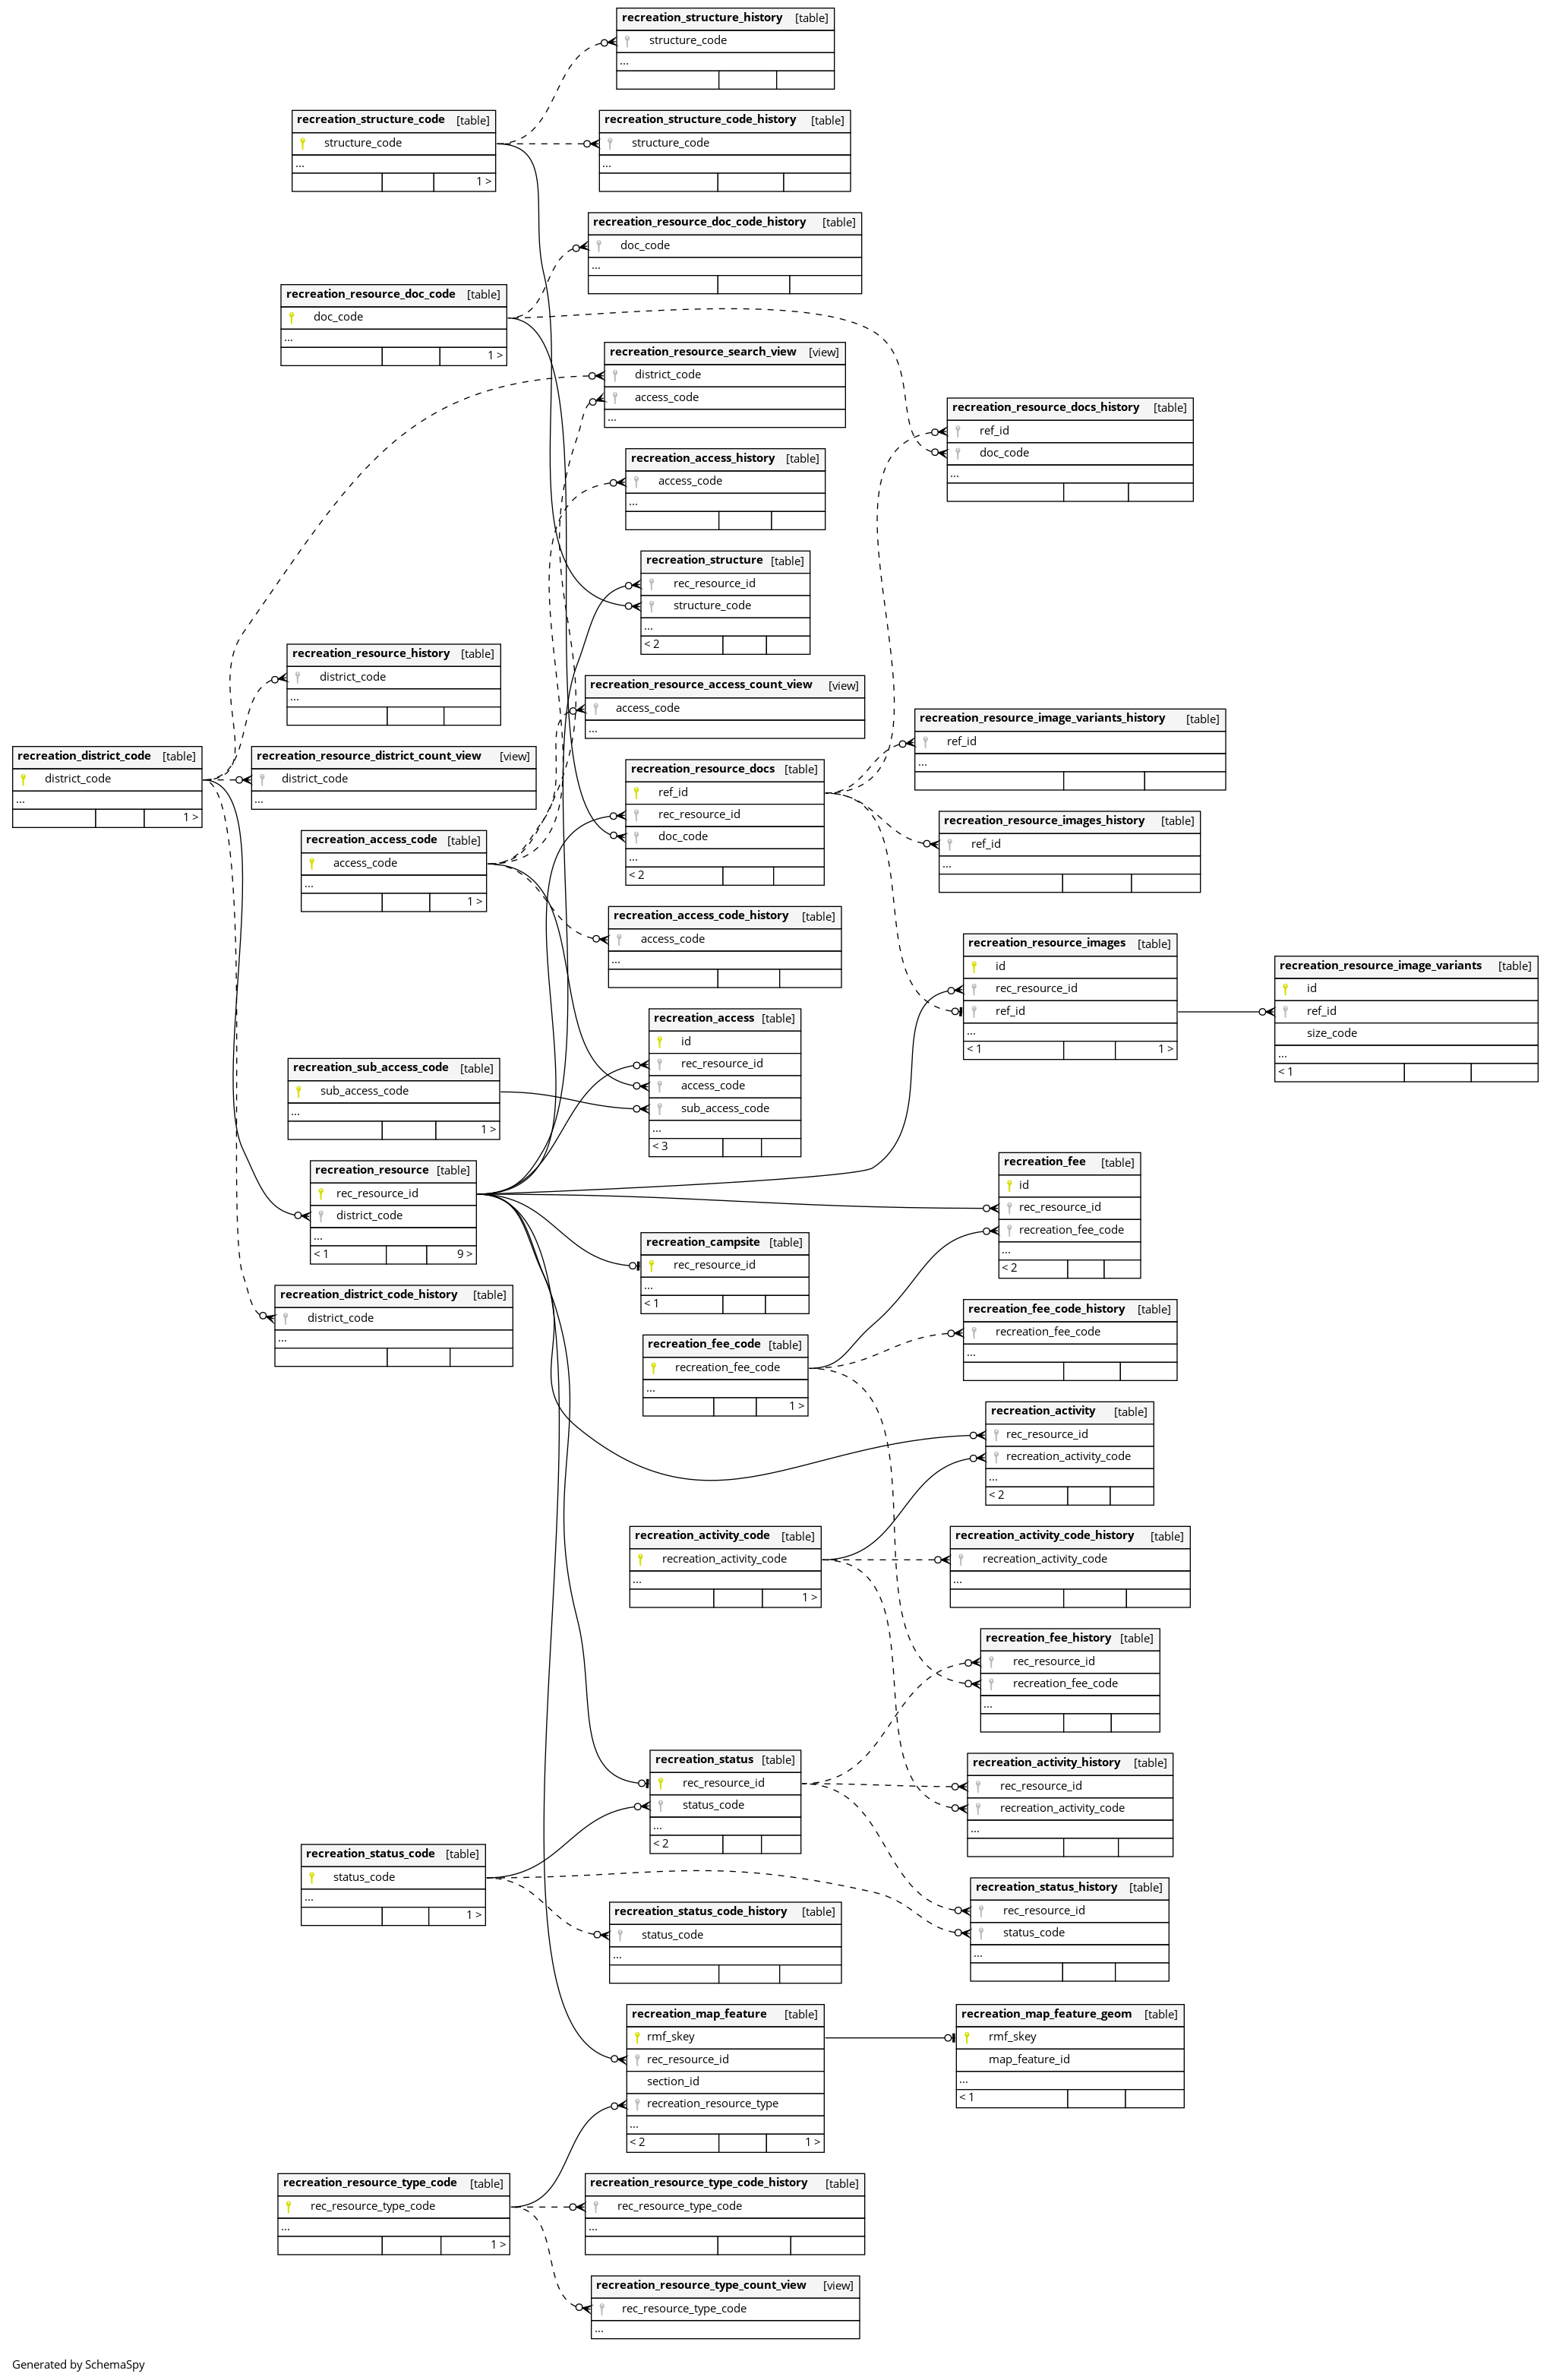 recreation_structure_history [table]
structure_code
...
recreation_structure_code [table]
structure_code
...
1 >
recreation_structure_code_history [table]
structure_code
...
recreation_resource_doc_code_history [table]
doc_code
...
recreation_resource_doc_code [table]
doc_code
...
1 >
recreation_resource_search_view [view]
district_code
access_code
...
recreation_resource_docs_history [table]
ref_id
doc_code
...
recreation_access_history [table]
access_code
...
recreation_structure [table]
rec_resource_id
structure_code
...
< 2
recreation_resource_history [table]
district_code
...
recreation_resource_access_count_view [view]
access_code
...
recreation_resource_image_variants_history [table]
ref_id
...
recreation_district_code [table]
district_code
...
1 >
recreation_resource_district_count_view [view]
district_code
...
recreation_resource_docs [table]
ref_id
rec_resource_id
doc_code
...
< 2
recreation_resource_images_history [table]
ref_id
...
recreation_access_code [table]
access_code
...
1 >
recreation_access_code_history [table]
access_code
...
recreation_resource_images [table]
id
rec_resource_id
ref_id
...
< 1 1 >
recreation_resource_image_variants [table]
id
ref_id
size_code
...
< 1
recreation_access [table]
id
rec_resource_id
access_code
sub_access_code
...
< 3
recreation_sub_access_code [table]
sub_access_code
...
1 >
recreation_resource [table]
rec_resource_id
district_code
...
< 1 9 >
recreation_fee [table]
id
rec_resource_id
recreation_fee_code
...
< 2
recreation_campsite [table]
rec_resource_id
...
< 1
recreation_district_code_history [table]
district_code
...
recreation_fee_code_history [table]
recreation_fee_code
...
recreation_fee_code [table]
recreation_fee_code
...
1 >
recreation_activity [table]
rec_resource_id
recreation_activity_code
...
< 2
recreation_activity_code [table]
recreation_activity_code
...
1 >
recreation_activity_code_history [table]
recreation_activity_code
...
recreation_fee_history [table]
rec_resource_id
recreation_fee_code
...
recreation_status [table]
rec_resource_id
status_code
...
< 2
recreation_activity_history [table]
rec_resource_id
recreation_activity_code
...
recreation_status_code [table]
status_code
...
1 >
recreation_status_history [table]
rec_resource_id
status_code
...
recreation_status_code_history [table]
status_code
...
recreation_map_feature [table]
rmf_skey
rec_resource_id
section_id
recreation_resource_type
...
< 2 1 >
recreation_map_feature_geom [table]
rmf_skey
map_feature_id
...
< 1
recreation_resource_type_code [table]
rec_resource_type_code
...
1 >
recreation_resource_type_code_history [table]
rec_resource_type_code
...
recreation_resource_type_count_view [view]
rec_resource_type_code
...
Generated by SchemaSpy